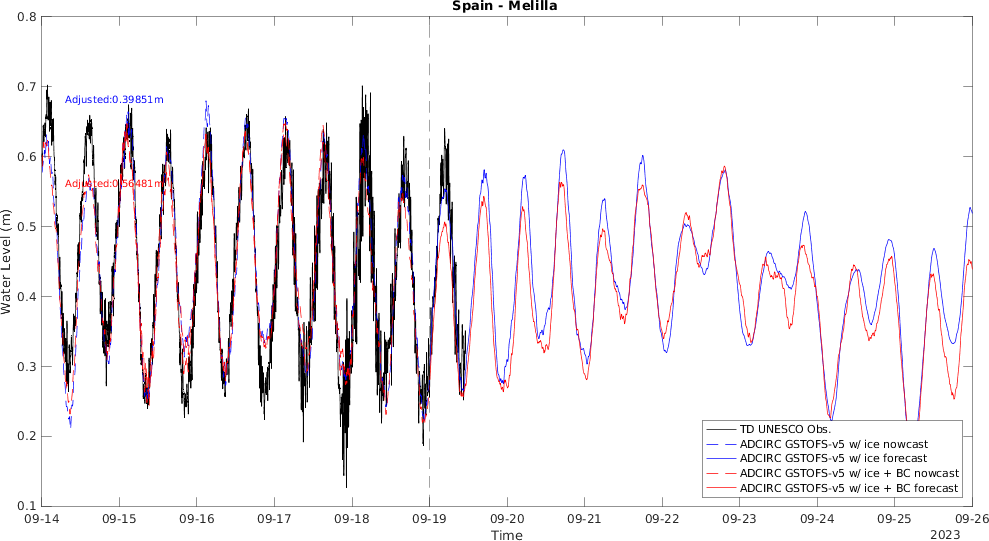 Spain - Melilla
0.8
0.7
0.6
0.5
0.4
0.3
0.2
0.1
Water Level (m)
Adjusted:0.39851m
Adjusted:0.56481m
TD UNESCO Obs.
ADCIRC GSTOFS-v5 w/ ice nowcast
ADCIRC GSTOFS-v5 w/ ice forecast
ADCIRC GSTOFS-v5 w/ ice + BC nowcast
ADCIRC GSTOFS-v5 w/ ice + BC forecast
09-14 09-15 09-16 09-17 09-18 09-19 09-20 09-21 09-22 09-23 09-24 09-25 09-26
Time
2023